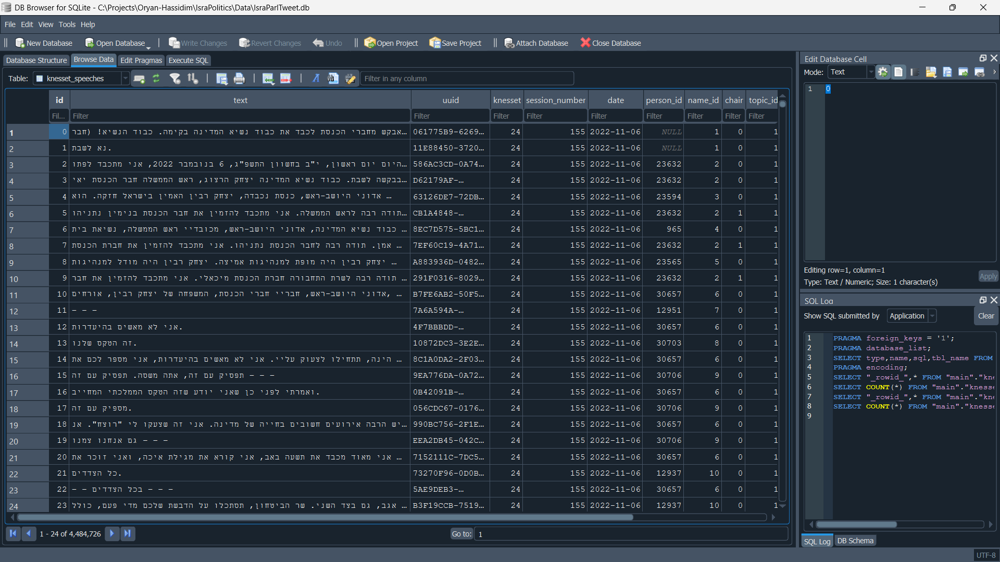 DB Browser for SQLite - C:\Projects\Oryan-Hassidim\IsraPolitics\Data\IsraParlTweet.db
File Edit View Tools Help
New Database Open Database Write Changes Revert Changes Undo Open Project Save Project Attach Database Close Database
Database Structure Browse Data Edit Pragmas Execute SQL
Table: knesset_speeches Filter in any column
id text uuid knesset session_number date person_id name_id chair topic_id
Fil... Filter Filter Filter Filter Filter Filter Filter Filter Filter
1 0 אבקש מחברי הכנסת לכבד את כבוד נשיא המדינה בקימה. כבוד הנשיא! (חבר... 061775B9-6269... 24 155 2022-11-06 NULL 1 0 1
2 1 נא לשבת. 11E88450-3720... 24 155 2022-11-06 NULL 1 0 1
3 2 היום יום ראשון, י"ב בחשוון התשפ"ג, 6 בנובמבר 2022, אני מתכבד לפתו... 586AC3CD-0A74... 24 155 2022-11-06 23632 2 0 1
4 3 בבקשה לשבת. כבוד נשיא המדינה יצחק הרצוג, ראש הממשלה חבר הכנסת יאי... D62179AF-... 24 155 2022-11-06 23632 2 0 1
5 4 אדוני היושב-ראש, כנסת נכבדה, יצחק רבין האמין בישראל חזקה. הוא ... 63126DE7-72DB... 24 155 2022-11-06 23594 3 0 1
6 5 תודה רבה לראש הממשלה. אני מתכבד להזמין את חבר הכנסת בנימין נתניהו... CB1A4848-... 24 155 2022-11-06 23632 2 1 1
7 6 כבוד נשיא המדינה, אדוני היושב-ראש, מכובדיי ראש הממשלה, נשיאת בית ... 8EC7D575-5BC1... 24 155 2022-11-06 965 4 0 1
8 7 אמן. תודה רבה לחבר הכנסת נתניהו. אני מתכבד להזמין את חברת הכנסת ... 7EF60C19-4A71... 24 155 2022-11-06 23632 2 1 1
9 8 יצחק רבין היה מופת למנהיגות אמיצה. יצחק רבין היה מודל למנהיגות ... A883936D-0482... 24 155 2022-11-06 23565 5 0 1
10 9 תודה רבה לשרת התחבורה חברת הכנסת מיכאלי. אני מתכבד להזמין את חבר ... 291F0316-8029... 24 155 2022-11-06 23632 2 1 1
11 10 אדוני היושב-ראש, חבריי חברי הכנסת, המשפחה של יצחק רבין, אורחים, ... B7FE6AB2-50F5... 24 155 2022-11-06 30657 6 0 1
12 11 - - - 7A6A594A-... 24 155 2022-11-06 12951 7 0 1
13 12 אני לא מאשים בהיעדרות. 4F7BBBDD-... 24 155 2022-11-06 30657 6 0 1
14 13 זה הטקס שלנו. 10872DC3-3E2E... 24 155 2022-11-06 30703 8 0 1
15 14 הינה, תתחילו לצעוק עליי. אני לא מאשים בהיעדרות, אני מספר לכם את ... 8C1A0DA2-2F03... 24 155 2022-11-06 30657 6 0 1
16 15 תפסיק עם זה, אתה משסה. תפסיק עם זה - - - 9EA776DA-0A72... 24 155 2022-11-06 30706 9 0 1
17 16 ואמרתי לפני כן שאני יודע שזה הטקס הממלכתי המחייב. 0B42091B-... 24 155 2022-11-06 30657 6 0 1
18 17 מספיק עם זה. 056CDC67-0176... 24 155 2022-11-06 30706 9 0 1
19 18 יש הרבה אירועים חשובים בחייה של מדינה. אני זה שצעקו לי "רוצח". אנ... 990BC756-2F1E... 24 155 2022-11-06 30657 6 0 1
20 19 גם אנחנו צמנו - - - EEA2DB45-042C... 24 155 2022-11-06 30706 9 0 1
21 20 אני מאוד מכבד את תשעה באב, אני קורא את מגילת איכה, ואני זוכר את ... 7152111C-7DC5... 24 155 2022-11-06 30657 6 0 1
22 21 כל הצדדים. 73270F96-0D0B... 24 155 2022-11-06 12937 10 0 1
23 22 - - בכל הצדדים - - - 5AE9DEB3-... 24 155 2022-11-06 30657 6 0 1
24 23 אגב, גם בצד השני. שר הביטחון, תסתכלו על הדבשת שלכם מדי פעם, כולל ... B3F19CCB-7519... 24 155 2022-11-06 12937 10 0 1
1 - 24 of 4,484,726 Go to: 1
Edit Database Cell
Mode: Text
1 0
Editing row=1, column=1
Type: Text / Numeric; Size: 1 character(s)
Apply
SQL Log
Show SQL submitted by Application Clear
1 PRAGMA foreign_keys = '1';
2 PRAGMA database_list;
3 SELECT type,name,sql,tbl_name FROM
4 PRAGMA encoding;
5 SELECT "_rowid_",* FROM "main"."kne
6 SELECT COUNT(*) FROM "main"."knesse
7 SELECT "_rowid_",* FROM "main"."kne
8 SELECT COUNT(*) FROM "main"."knesse
9
SQL Log DB Schema
UTF-8